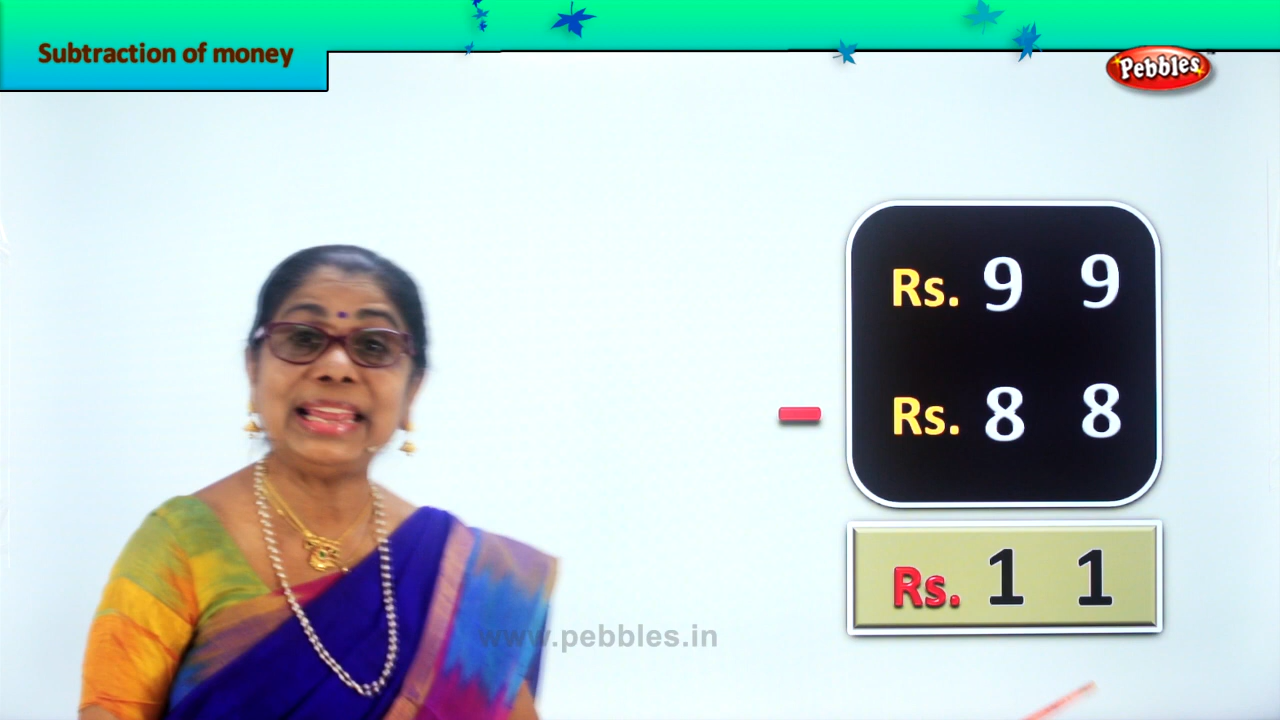 Subtraction of money
Pebbles
Rs. 9 9
- Rs. 8 8
Rs. 1 1
www.pebbles.in